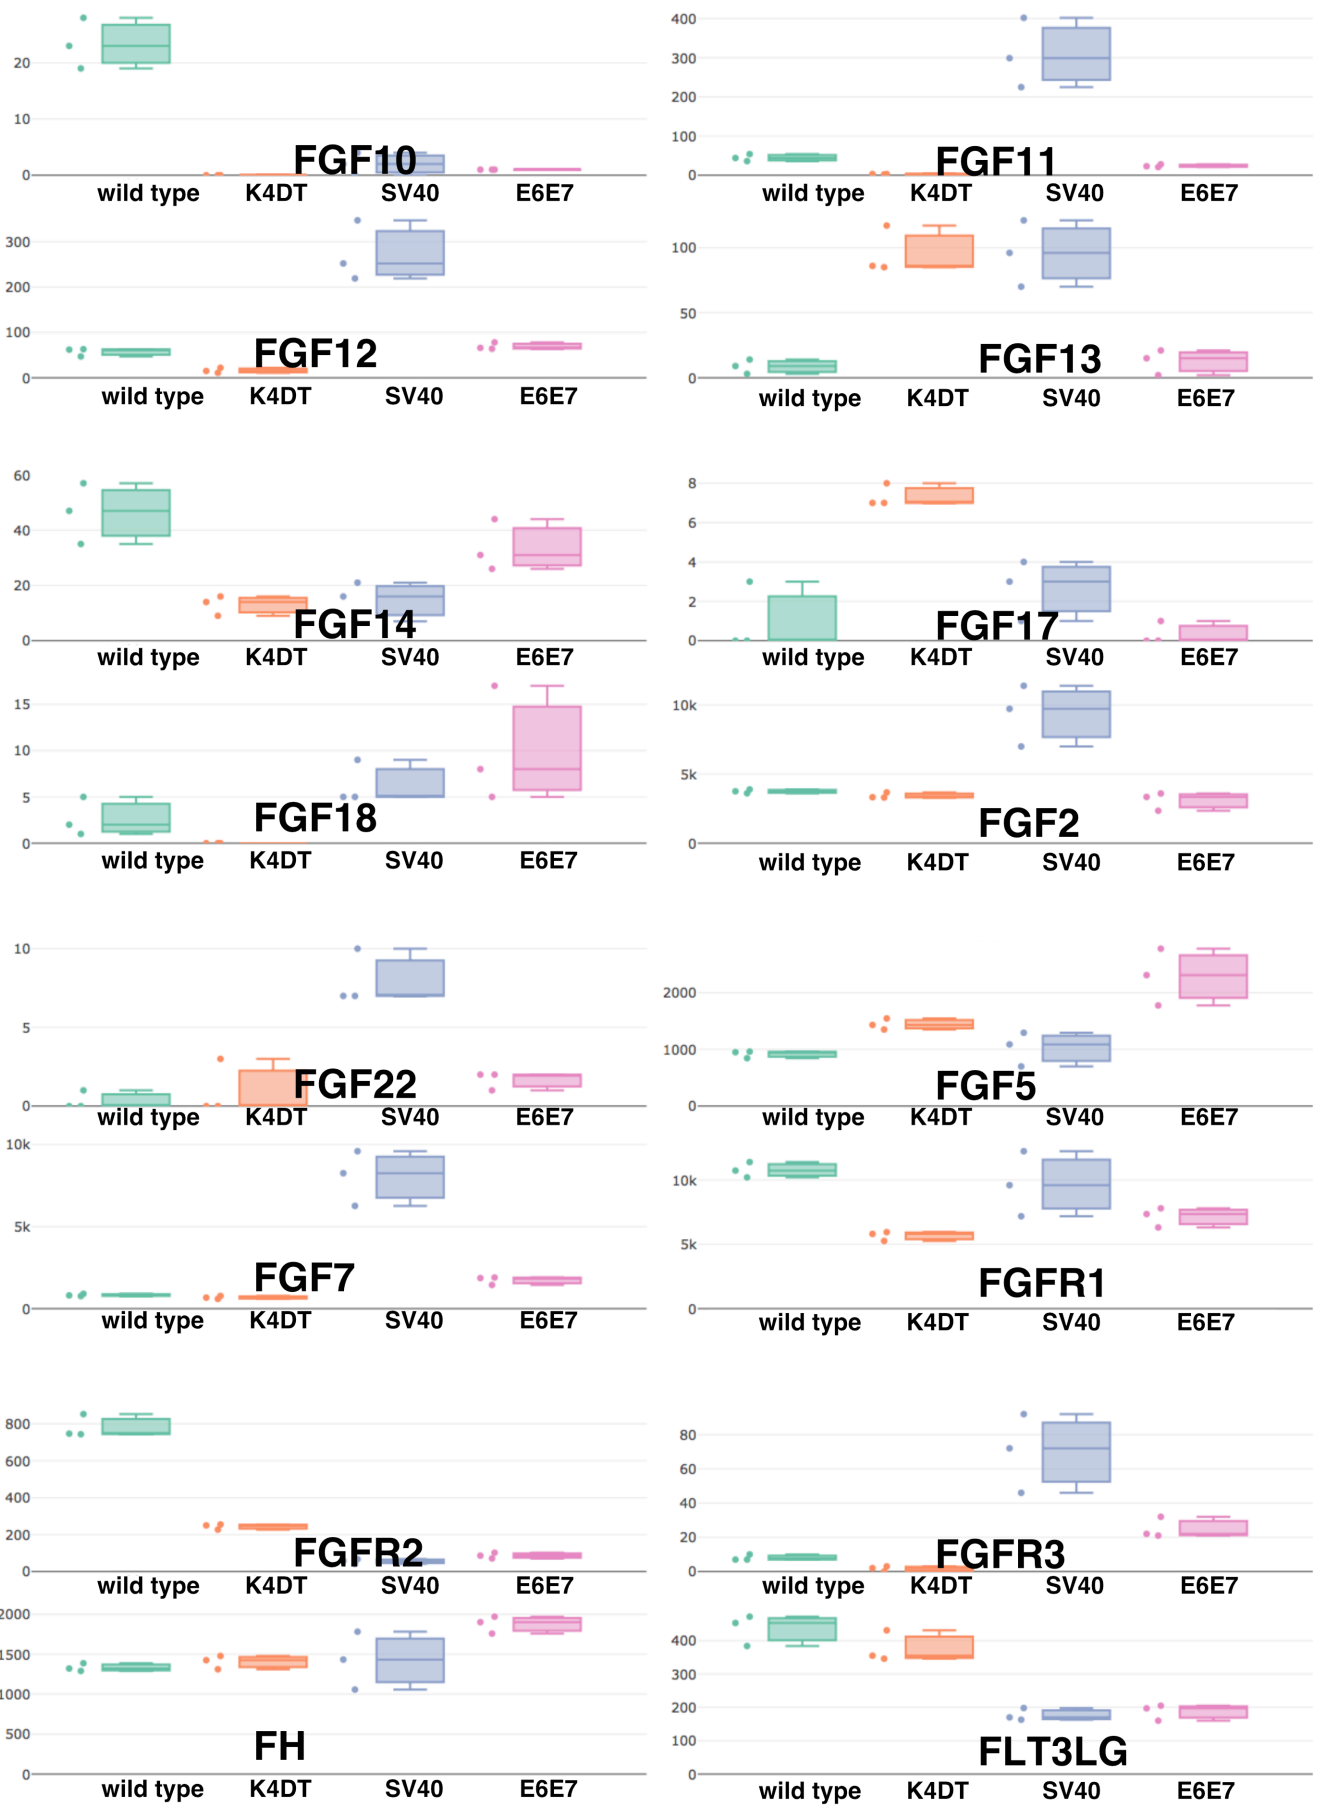 20
10
0
FGF10
wild type K4DT SV40 E6E7
400
300
200
100
0
FGF11
wild type K4DT SV40 E6E7
300
200
100
0
FGF12
wild type K4DT SV40 E6E7
100
50
0
FGF13
wild type K4DT SV40 E6E7
60
40
20
0
FGF14
wild type K4DT SV40 E6E7
8
6
4
2
0
FGF17
wild type K4DT SV40 E6E7
15
10
5
0
FGF18
wild type K4DT SV40 E6E7
10k
5k
0
FGF2
wild type K4DT SV40 E6E7
10
5
0
FGF22
wild type K4DT SV40 E6E7
2000
1000
0
FGF5
wild type K4DT SV40 E6E7
10k
5k
0
FGF7
wild type K4DT SV40 E6E7
10k
5k
0
FGFR1
wild type K4DT SV40 E6E7
800
600
400
200
0
FGFR2
wild type K4DT SV40 E6E7
80
60
40
20
0
FGFR3
wild type K4DT SV40 E6E7
2000
1500
1000
500
0
FH
wild type K4DT SV40 E6E7
400
300
200
100
0
FLT3LG
wild type K4DT SV40 E6E7